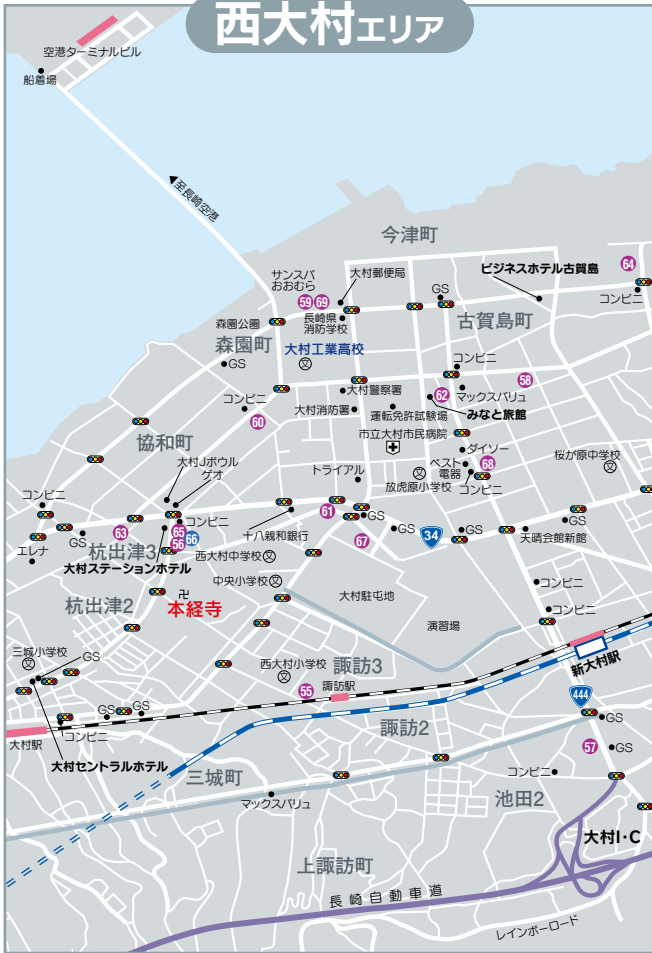 西大村エリア
空港ターミナルビル
船着場
至長崎空港
今津町
サンスパ
おおむら
59 69
大村郵便局
長崎県
消防学校
GS
ビジネスホテル古賀島
64
コンビニ
森園公園
森園町
GS
大村工業高校
文
古賀島町
コンビニ
58
コンビニ
60
大村警察署
大村消防署
運転免許試験場
62
マックスバリュ
みなと旅館
市立大村市民病院
協和町
ダイソー
68
ベスト
電器
コンビニ
桜が原中学校
文
大村Jボウル
ゲオ
トライアル
文
放虎原小学校
コンビニ
GS
63
コンビニ
65
66
56
十八親和銀行
61
GS
67
GS
34
GS
GS
天晴会館新館
エレナ
杭出津3
大村ステーションホテル
西大村中学校
文
中央小学校
文
杭出津2
本経寺
大村駐屯地
演習場
コンビニ
コンビニ
三城小学校
文
GS
西大村小学校
文
諏訪3
55
諏訪駅
新大村駅
444
GS
GS
コンビニ
大村駅
大村セントラルホテル
諏訪2
GS
57
GS
三城町
マックスバリュ
コンビニ
池田2
大村I・C
上諏訪町
長崎自動車道
レインボーロード